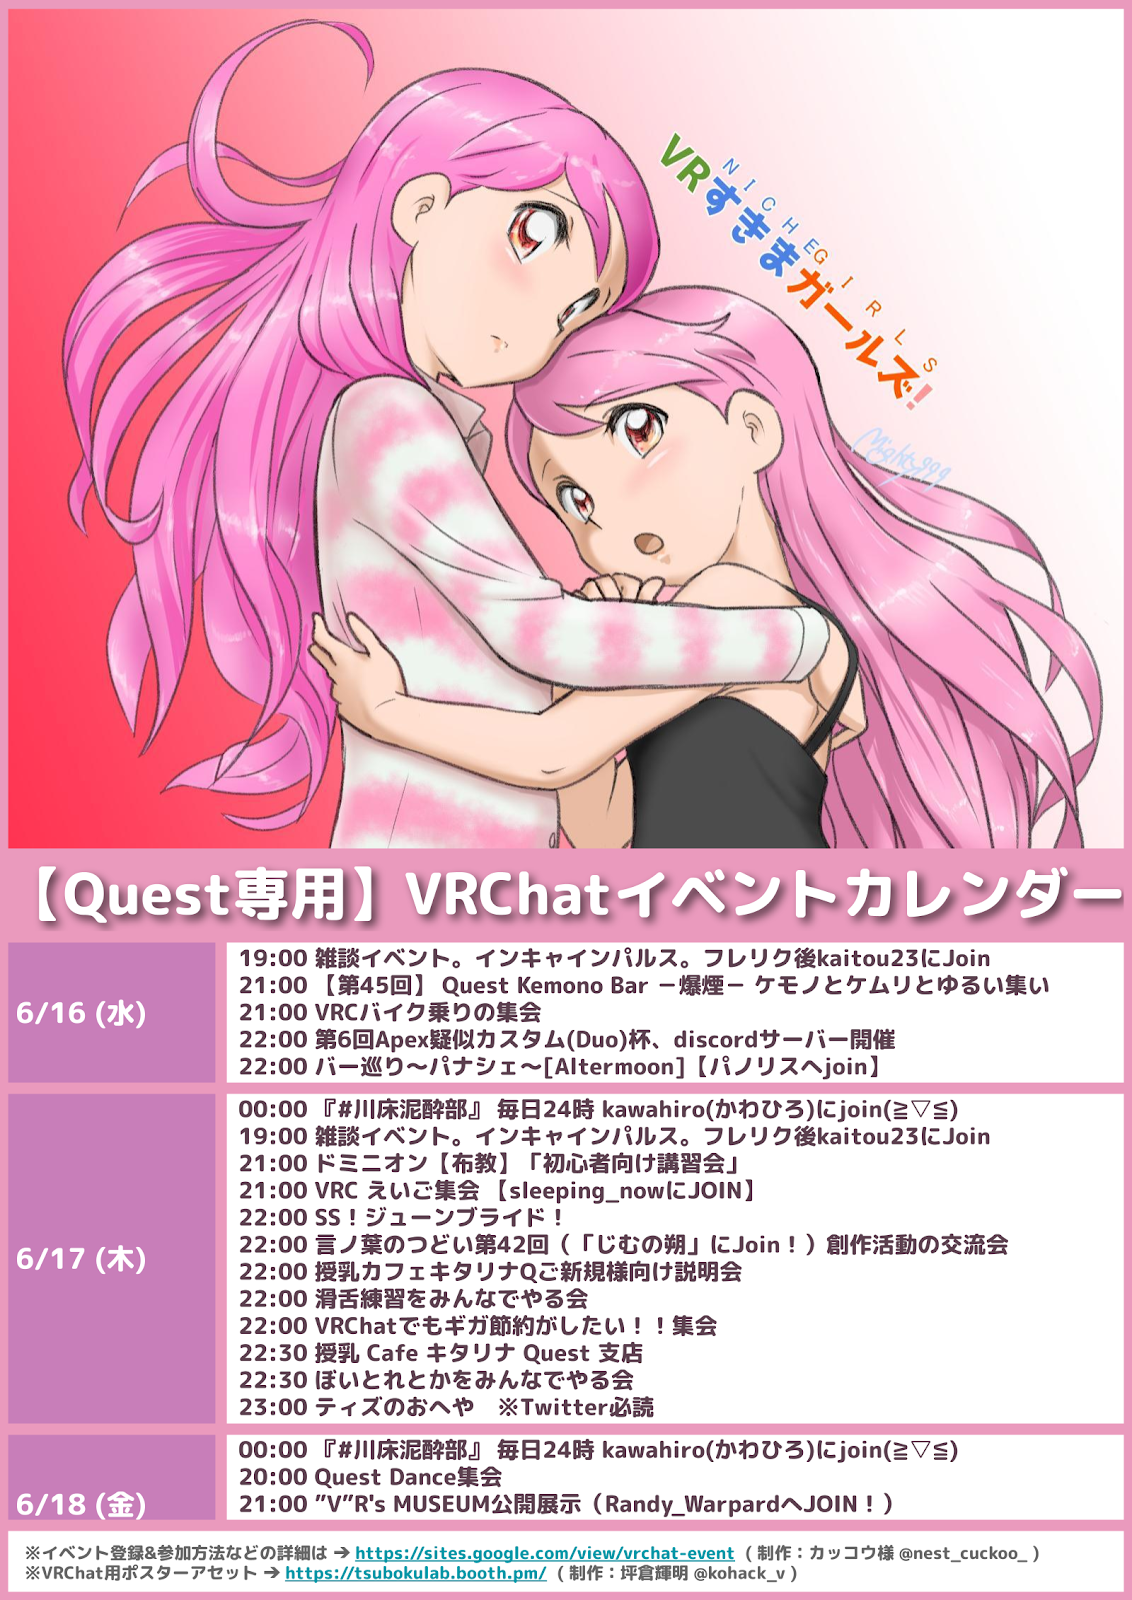 NICHE GIRLS
VRすきまガールズ!
Mighty999
【Quest専用】VRChatイベントカレンダー
6/16 (水)
19:00 雑談イベント。インキャインパルス。フレリク後kaitou23にJoin
21:00 【第45回】 Quest Kemono Bar －爆煙－ ケモノとケムリとゆるい集い
21:00 VRCバイク乗りの集会
22:00 第6回Apex疑似カスタム(Duo)杯、discordサーバー開催
22:00 バー巡り～パナシェ～[Altermoon]【パノリスへjoin】
6/17 (木)
00:00 『#川床泥酔部』 毎日24時 kawahiro(かわひろ)にjoin(≧▽≦)
19:00 雑談イベント。インキャインパルス。フレリク後kaitou23にJoin
21:00 ドミニオン【布教】「初心者向け講習会」
21:00 VRC えいご集会 【sleeping_nowにJOIN】
22:00 SS！ジューンブライド！
22:00 言ノ葉のつどい第42回（「じむの朔」にJoin！）創作活動の交流会
22:00 授乳カフェキタリナQご新規様向け説明会
22:00 滑舌練習をみんなでやる会
22:00 VRChatでもギガ節約がしたい！！集会
22:30 授乳 Cafe キタリナ Quest 支店
22:30 ぼいとれとかをみんなでやる会
23:00 ティズのおへや　※Twitter必読
6/18 (金)
00:00 『#川床泥酔部』 毎日24時 kawahiro(かわひろ)にjoin(≧▽≦)
20:00 Quest Dance集会
21:00 ”V”R's MUSEUM公開展示（Randy_WarpardへJOIN！）
※イベント登録&参加方法などの詳細は → https://sites.google.com/view/vrchat-event ( 制作：カッコウ様 @nest_cuckoo_ )
※VRChat用ポスターアセット → https://tsubokulab.booth.pm/ ( 制作：坪倉輝明 @kohack_v )